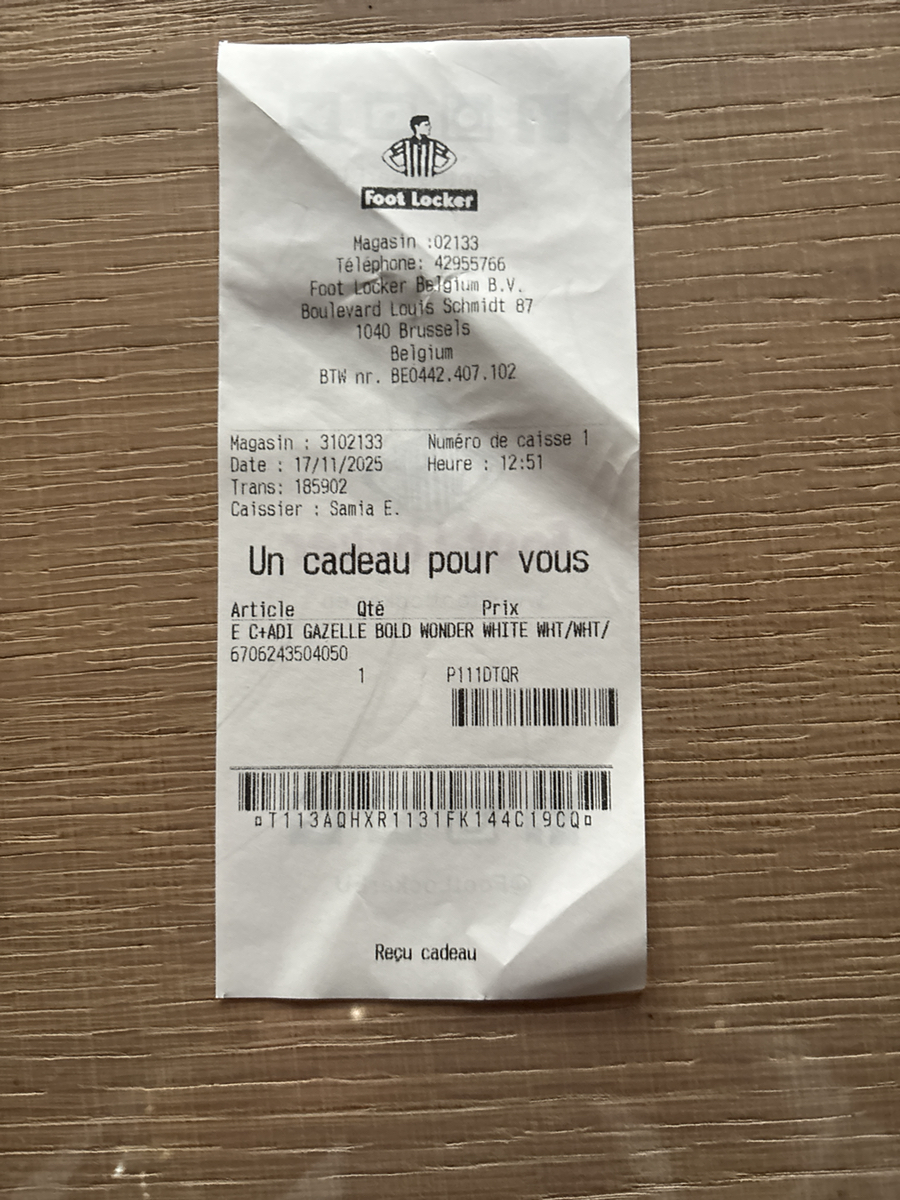 Foot Locker
Magasin :02133
Téléphone: 42955766
Foot Locker Belgium B.V.
Boulevard Louis Schmidt 87
1040 Brussels
Belgium
BTW nr. BE0442.407.102
Magasin : 3102133 Numéro de caisse 1
Date : 17/11/2025 Heure : 12:51
Trans: 185902
Caissier : Samia E.
Un cadeau pour vous
Article Qté Prix
E C+ADI GAZELLE BOLD WONDER WHITE WHT/WHT/
6706243504050
1 P111DTQR
¤T113AQHXR1131FK144C19CQ¤
Reçu cadeau